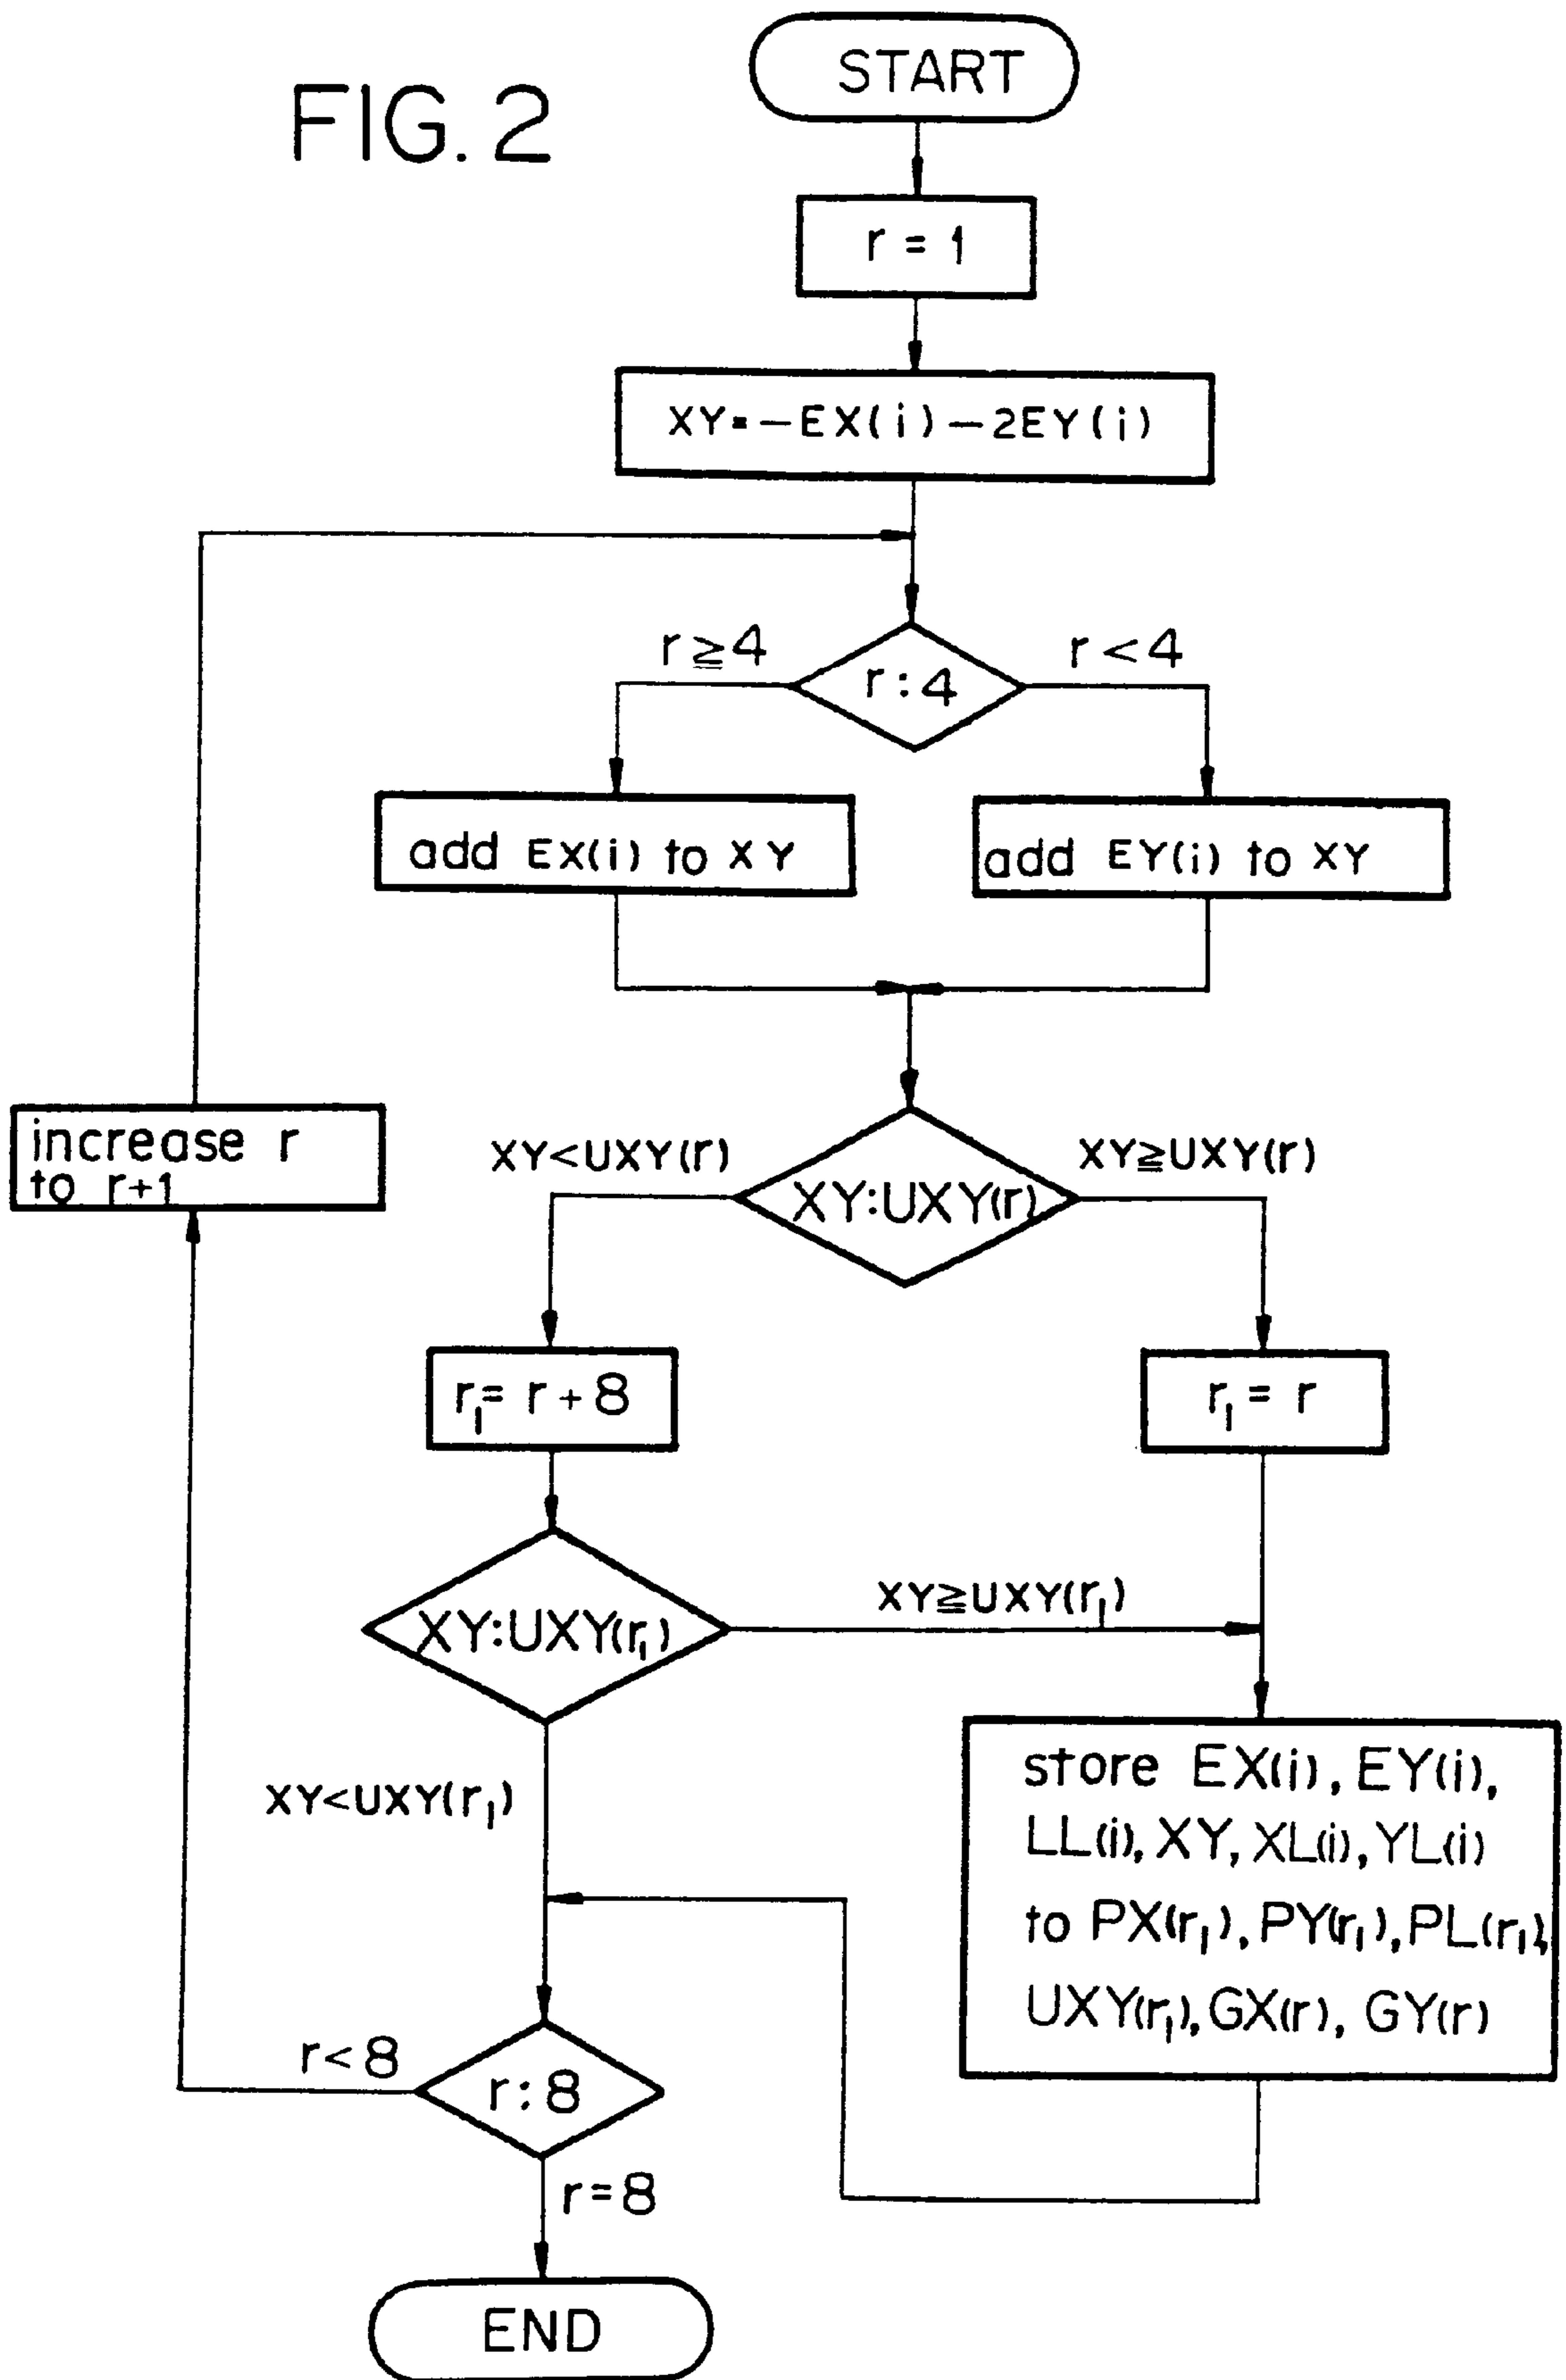 FIG. 2
START
r = 1
XY=-EX(i)-2EY(i)
r≧4
r<4
r:4
add EX(i) to XY
add EY(i) to XY
increase r
to r+1
XY<UXY(r)
XY≧UXY(r)
XY:UXY(r)
r₁= r+8
r₁ = r
XY≧UXY(r₁)
XY:UXY(r₁)
XY<UXY(r₁)
store EX(i), EY(i),
LL(i), XY, XL(i), YL(i)
to PX(r₁), PY(r₁), PL(r₁),
UXY(r₁), GX(r), GY(r)
r<8
r:8
r=8
END